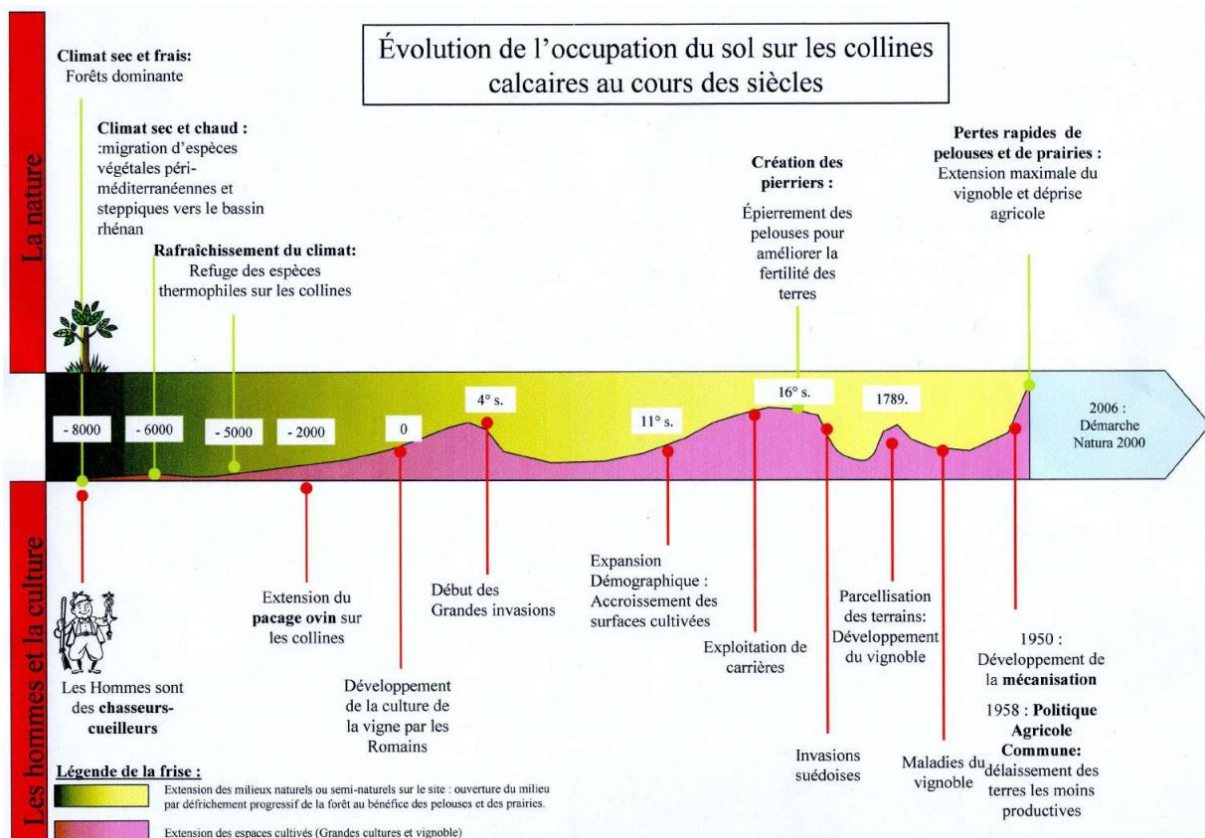 Évolution de l'occupation du sol sur les collines
calcaires au cours des siècles
La nature
Climat sec et frais:
Forêts dominante
Climat sec et chaud :
:migration d'espèces
végétales péri-
méditerranéennes et
steppiques vers le bassin
rhénan
Rafraîchissement du climat:
Refuge des espèces
thermophiles sur les collines
Création des
pierriers :
Épierrement des
pelouses pour
améliorer la
fertilité des
terres
Pertes rapides de
pelouses et de prairies :
Extension maximale du
vignoble et déprise
agricole
- 8000
- 6000
- 5000
- 2000
0
4° s.
11° s.
16° s.
1789.
2006 :
Démarche
Natura 2000
Les hommes et la culture
Les Hommes sont
des chasseurs-
cueilleurs
Extension du
pacage ovin sur
les collines
Développement
de la culture de
la vigne par les
Romains
Début des
Grandes invasions
Expansion
Démographique :
Accroissement des
surfaces cultivées
Exploitation de
carrières
Invasions
suédoises
Parcellisation
des terrains:
Développement
du vignoble
Maladies du
vignoble
1950 :
Développement de
la mécanisation
1958 : Politique
Agricole
Commune:
délaissement des
terres les moins
productives
Légende de la frise :
Extension des milieux naturels ou semi-naturels sur le site : ouverture du milieu
par défrichement progressif de la forêt au bénéfice des pelouses et des prairies.
Extension des espaces cultivés (Grandes cultures et vignoble)